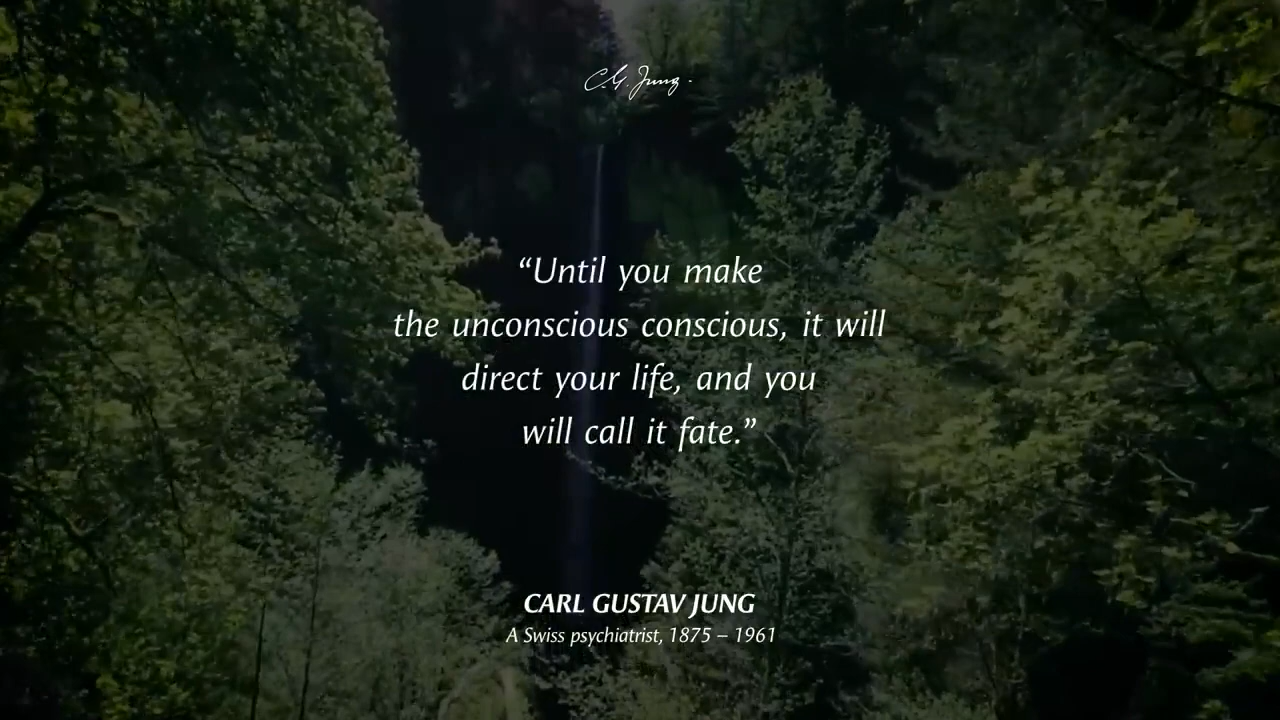 C.G. Jung.
“Until you make
the unconscious conscious, it will
direct your life, and you
will call it fate.”
CARL GUSTAV JUNG
A Swiss psychiatrist, 1875 – 1961